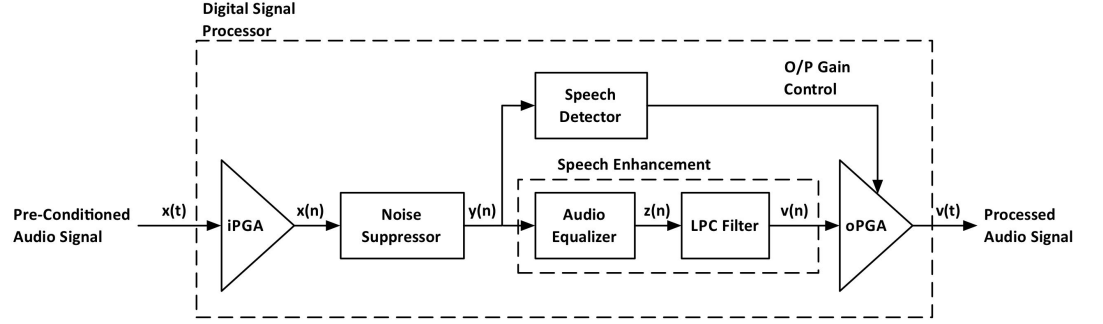 Digital Signal
Processor
O/P Gain
Control
Speech
Detector
Speech Enhancement
Pre-Conditioned
Audio Signal
x(t)
iPGA
x(n)
Noise
Suppressor
y(n)
Audio
Equalizer
z(n)
LPC Filter
v(n)
oPGA
v(t)
Processed
Audio Signal